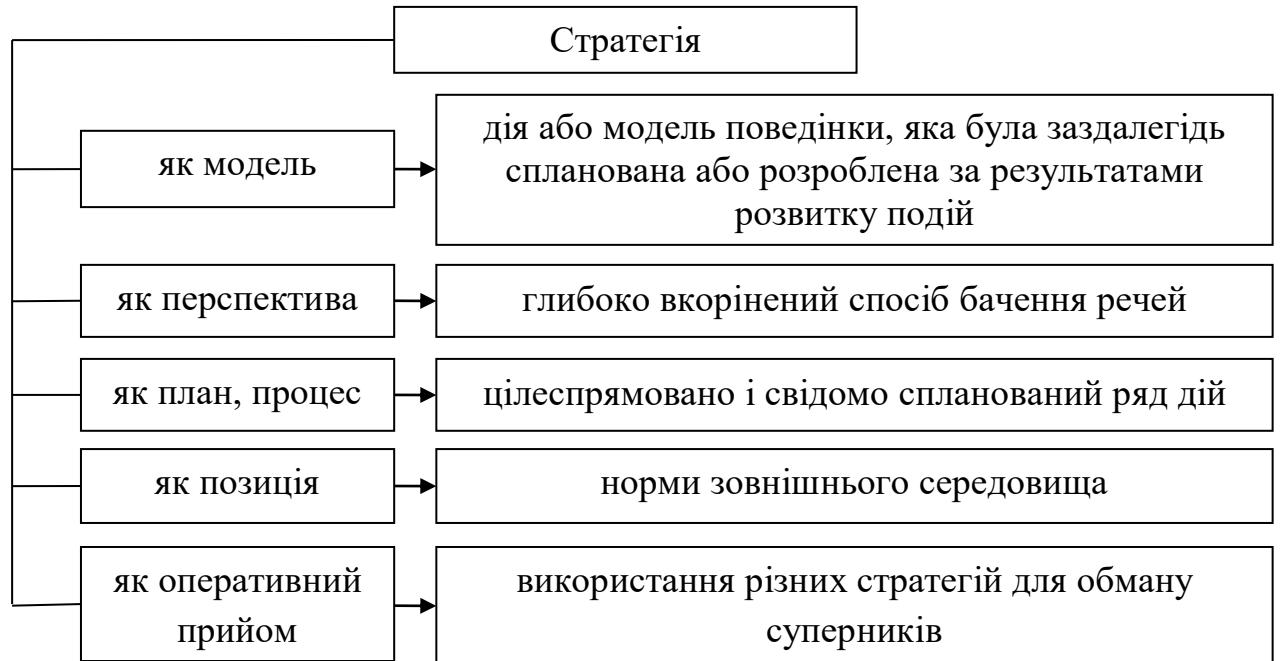 Стратегія
як модель
дія або модель поведінки, яка була заздалегідь
спланована або розроблена за результатами
розвитку подій
як перспектива
глибоко вкорінений спосіб бачення речей
як план, процес
цілеспрямовано і свідомо спланований ряд дій
як позиція
норми зовнішнього середовища
як оперативний
прийом
використання різних стратегій для обману
суперників